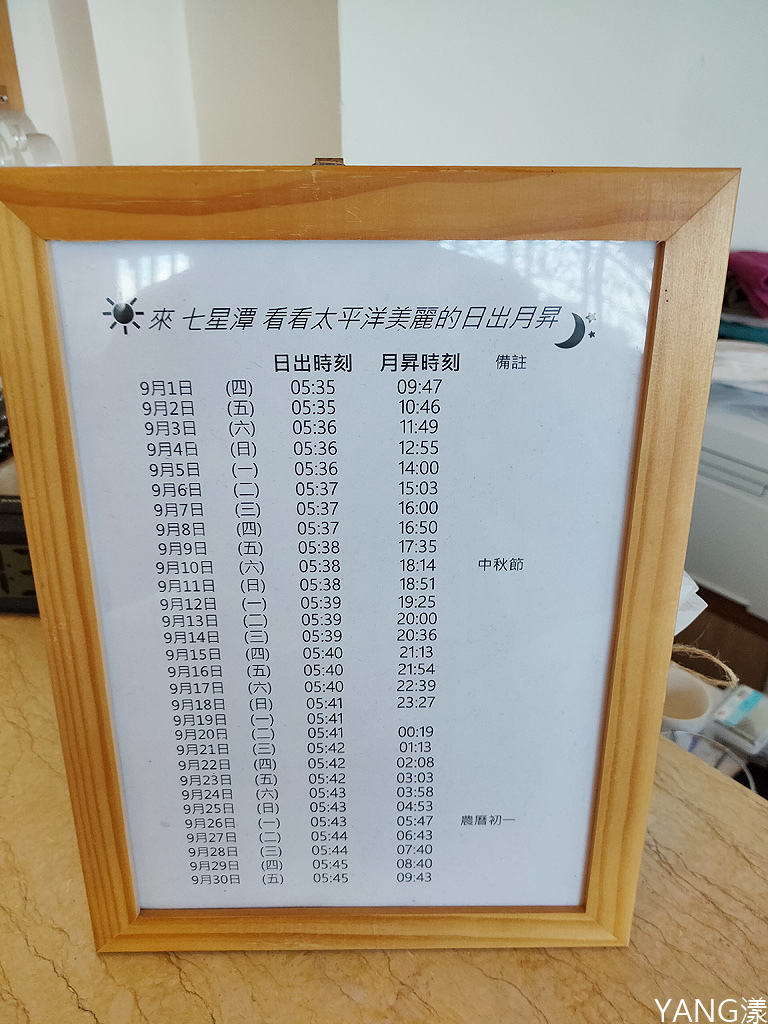 來 七星潭 看看太平洋美麗的日出月昇
日出時刻 月昇時刻 備註
9月1日 (四) 05:35 09:47
9月2日 (五) 05:35 10:46
9月3日 (六) 05:36 11:49
9月4日 (日) 05:36 12:55
9月5日 (一) 05:36 14:00
9月6日 (二) 05:37 15:03
9月7日 (三) 05:37 16:00
9月8日 (四) 05:37 16:50
9月9日 (五) 05:38 17:35
9月10日 (六) 05:38 18:14 中秋節
9月11日 (日) 05:38 18:51
9月12日 (一) 05:39 19:25
9月13日 (二) 05:39 20:00
9月14日 (三) 05:39 20:36
9月15日 (四) 05:40 21:13
9月16日 (五) 05:40 21:54
9月17日 (六) 05:40 22:39
9月18日 (日) 05:41 23:27
9月19日 (一) 05:41
9月20日 (二) 05:41 00:19
9月21日 (三) 05:42 01:13
9月22日 (四) 05:42 02:08
9月23日 (五) 05:42 03:03
9月24日 (六) 05:43 03:58
9月25日 (日) 05:43 04:53
9月26日 (一) 05:43 05:47 農曆初一
9月27日 (二) 05:44 06:43
9月28日 (三) 05:44 07:40
9月29日 (四) 05:45 08:40
9月30日 (五) 05:45 09:43
YANG漾